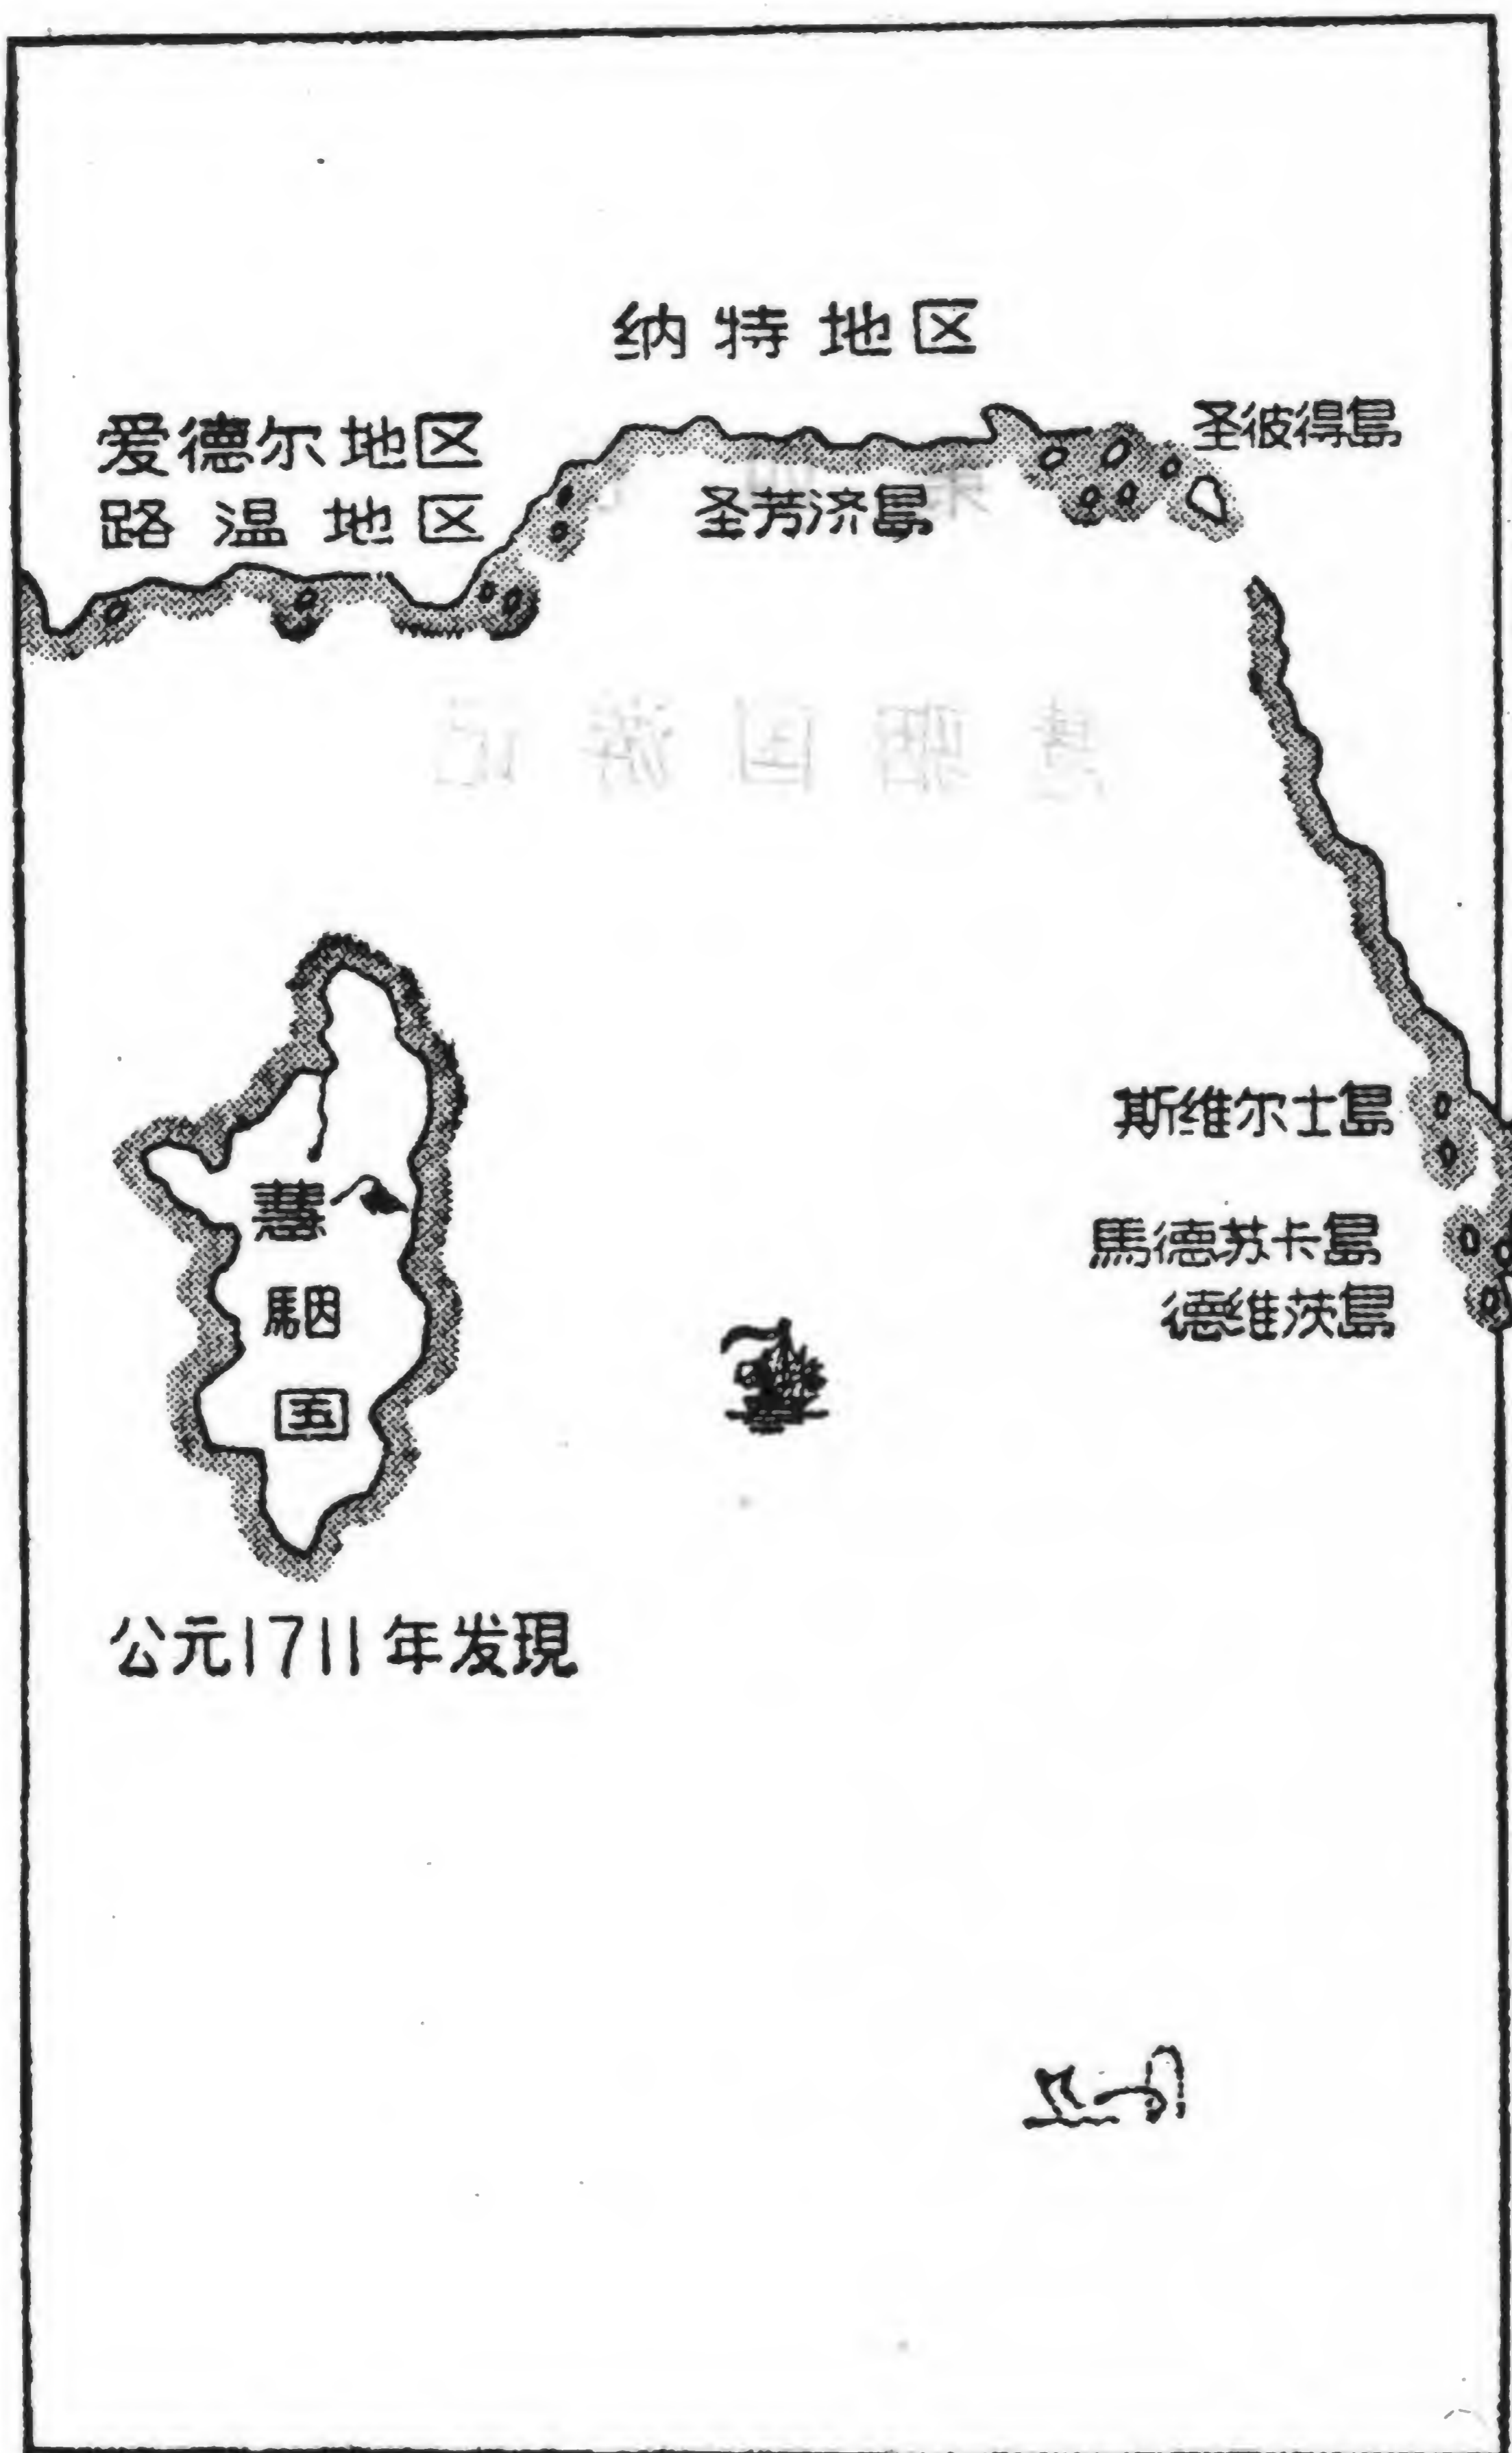 纳特地区
爱德尔地区
路温地区
圣彼得島
圣芳济島
斯维尔士島
馬德苏卡島
德维茨島
慧
駰
国
公元1711年发現